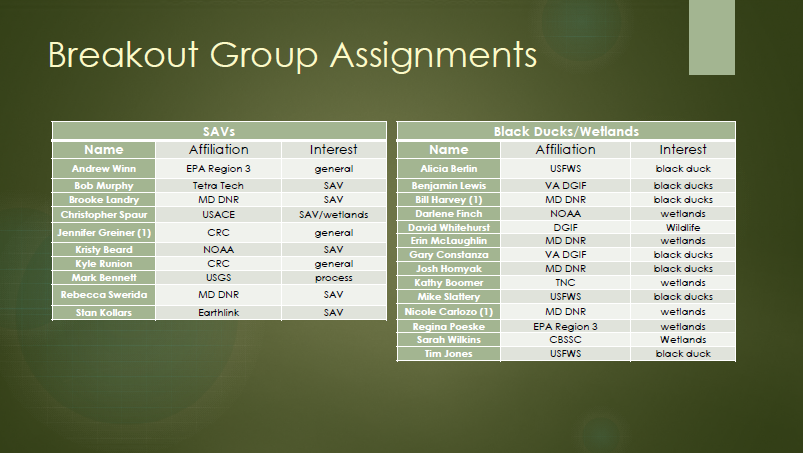 Breakout Group Assignments
SAVs
Name Affiliation Interest
Andrew Winn EPA Region 3 general
Bob Murphy Tetra Tech SAV
Brooke Landry MD DNR SAV
Christopher Spaur USACE SAV/wetlands
Jennifer Greiner (1) CRC general
Kristy Beard NOAA SAV
Kyle Runion CRC general
Mark Bennett USGS process
Rebecca Swerida MD DNR SAV
Stan Kollars Earthlink SAV
Black Ducks/Wetlands
Name Affiliation Interest
Alicia Berlin USFWS black duck
Benjamin Lewis VA DGIF black ducks
Bill Harvey (1) MD DNR black ducks
Darlene Finch NOAA wetlands
David Whitehurst DGIF Wildlife
Erin McLaughlin MD DNR wetlands
Gary Constanza VA DGIF black ducks
Josh Homyak MD DNR black ducks
Kathy Boomer TNC wetlands
Mike Slattery USFWS black ducks
Nicole Carlozo (1) MD DNR wetlands
Regina Poeske EPA Region 3 wetlands
Sarah Wilkins CBSSC Wetlands
Tim Jones USFWS black duck